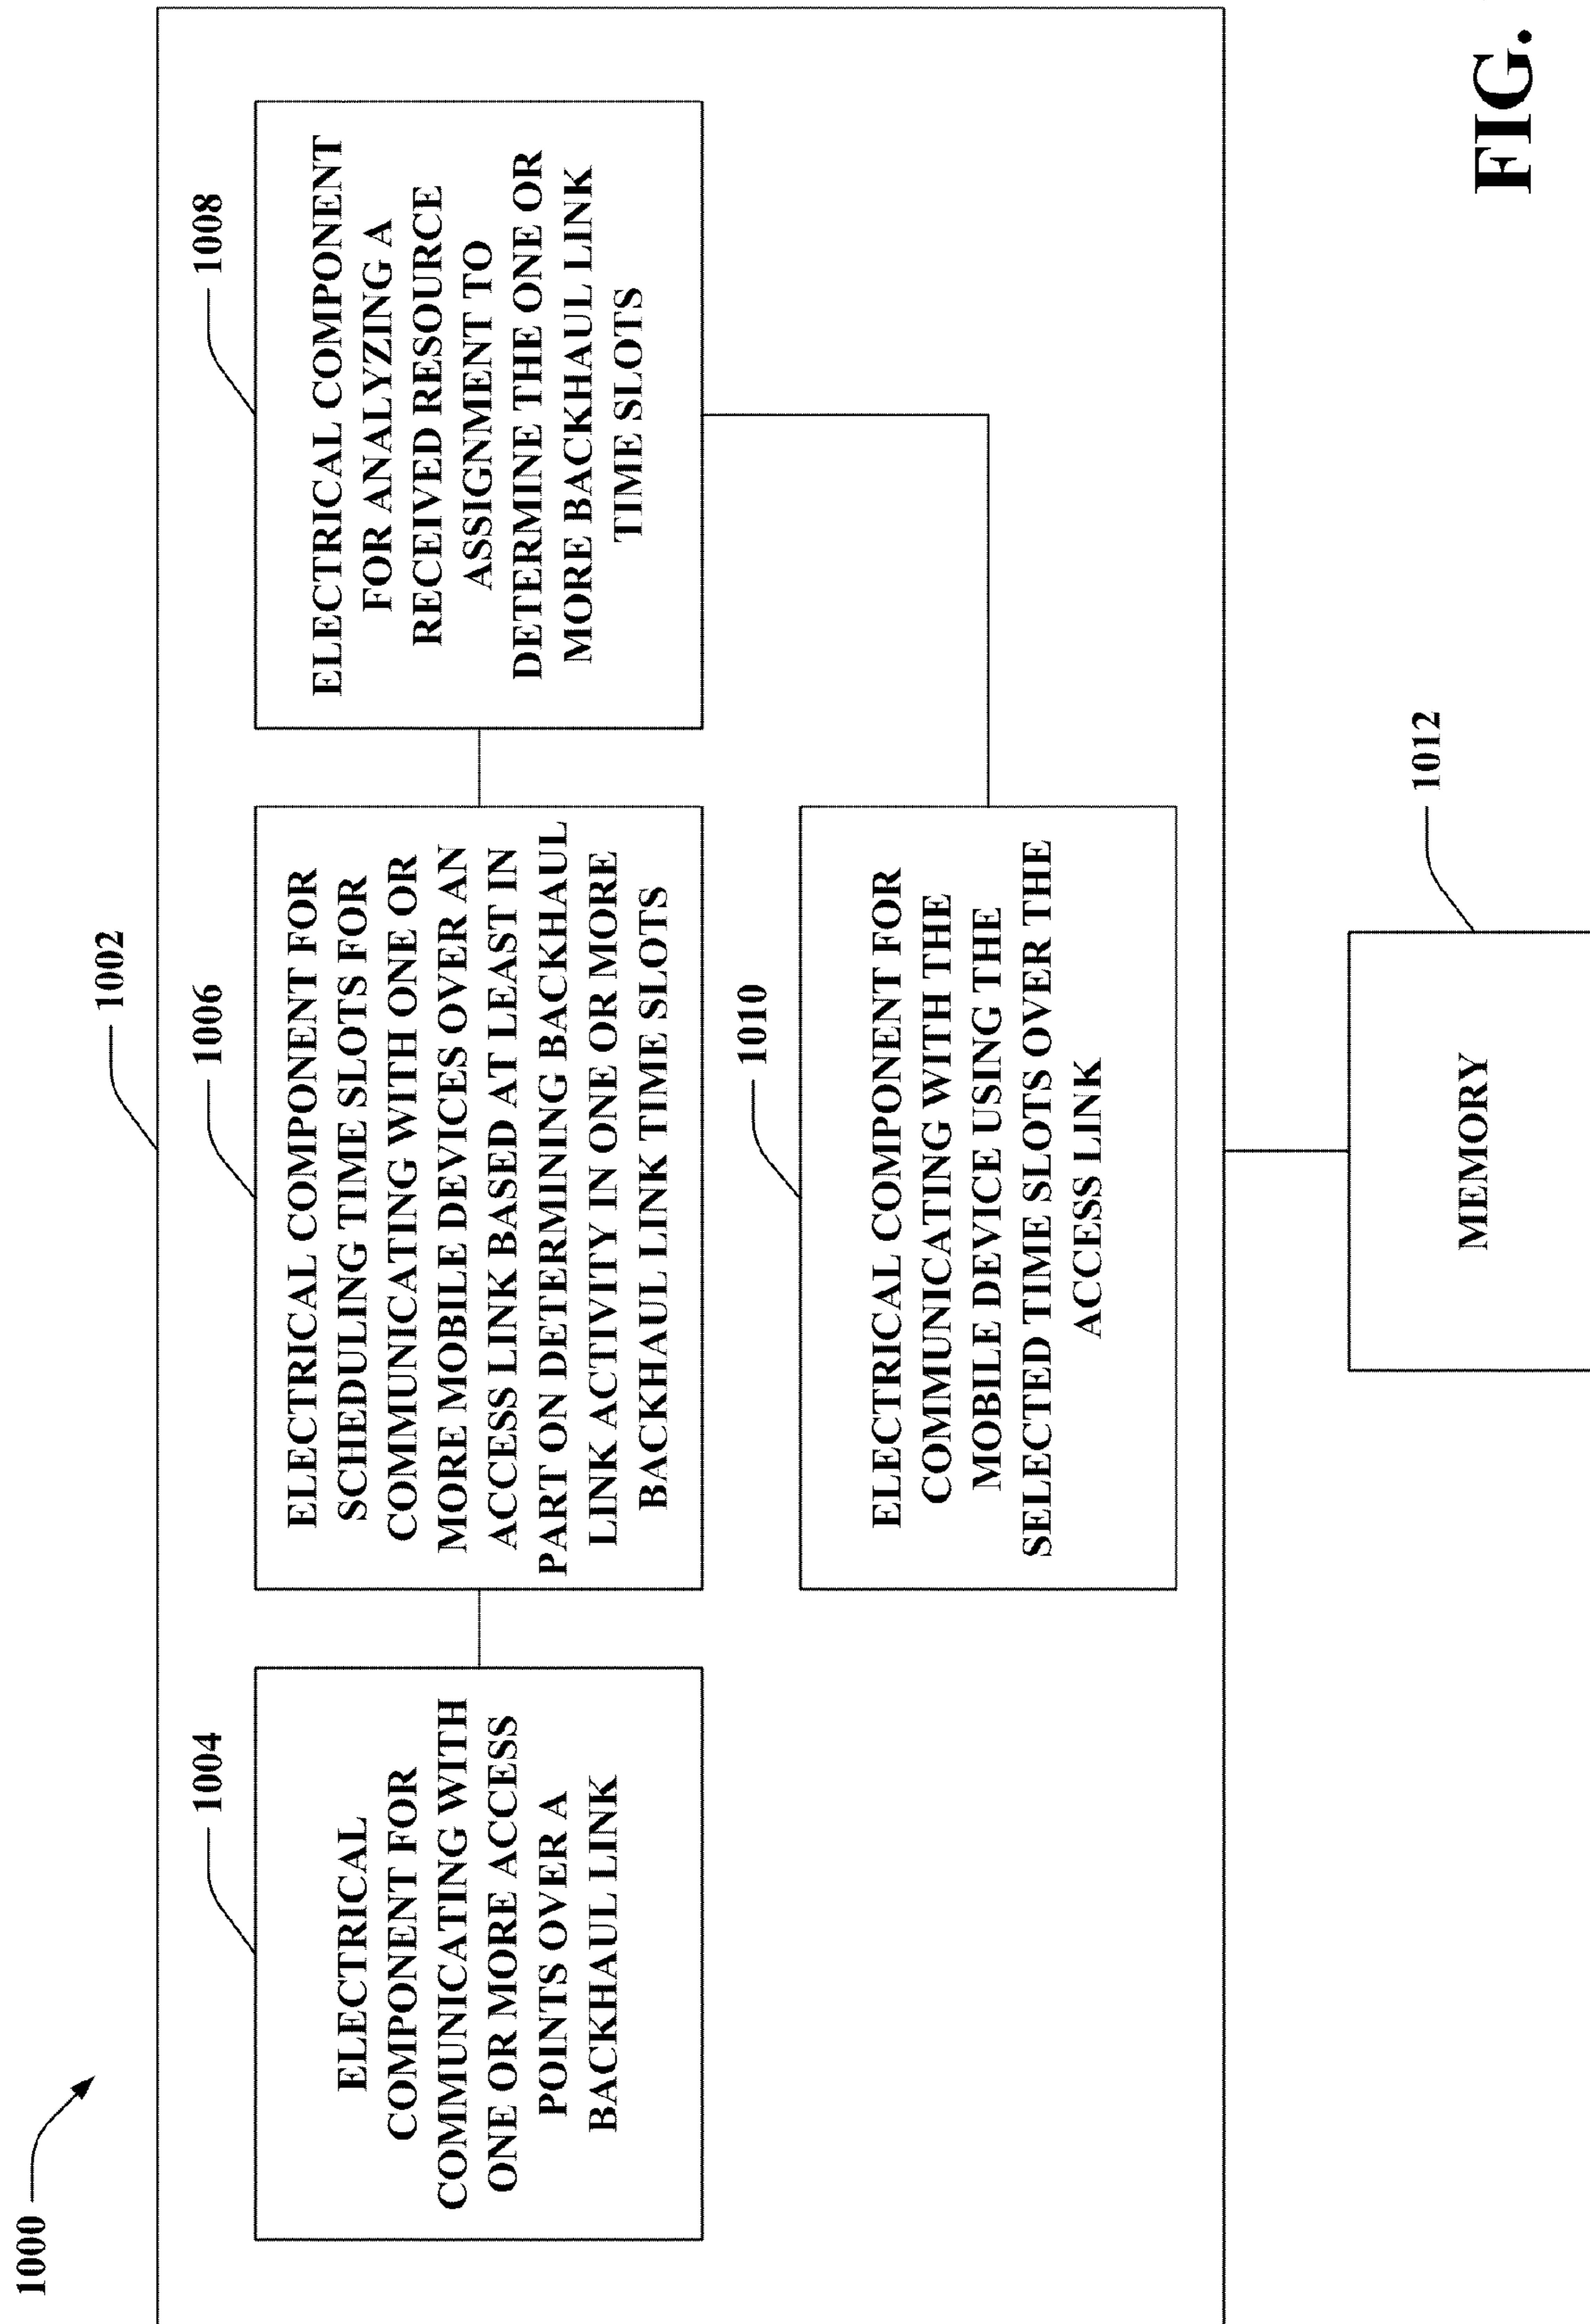 1000
1002
1004
ELECTRICAL
COMPONENT FOR
COMMUNICATING WITH
ONE OR MORE ACCESS
POINTS OVER A
BACKHAUL LINK
1006
ELECTRICAL COMPONENT FOR
SCHEDULING TIME SLOTS FOR
COMMUNICATING WITH ONE OR
MORE MOBILE DEVICES OVER AN
ACCESS LINK BASED AT LEAST IN
PART ON DETERMINING BACKHAUL
LINK ACTIVITY IN ONE OR MORE
BACKHAUL LINK TIME SLOTS
1008
ELECTRICAL COMPONENT
FOR ANALYZING A
RECEIVED RESOURCE
ASSIGNMENT TO
DETERMINE THE ONE OR
MORE BACKHAUL LINK
TIME SLOTS
1010
ELECTRICAL COMPONENT FOR
COMMUNICATING WITH THE
MOBILE DEVICE USING THE
SELECTED TIME SLOTS OVER THE
ACCESS LINK
1012
MEMORY
FIG.